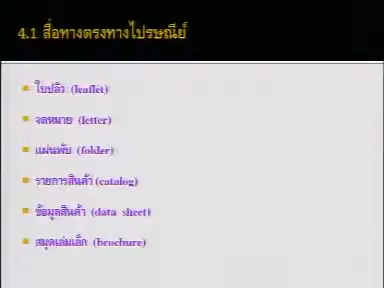 4.1 สื่อทางตรงทางไปรษณีย์
ใบปลิว (leaflet)
จดหมาย (letter)
แผ่นพับ (folder)
รายการสินค้า (catalog)
ข้อมูลสินค้า (data sheet)
สมุดเล่มเล็ก (brochure)